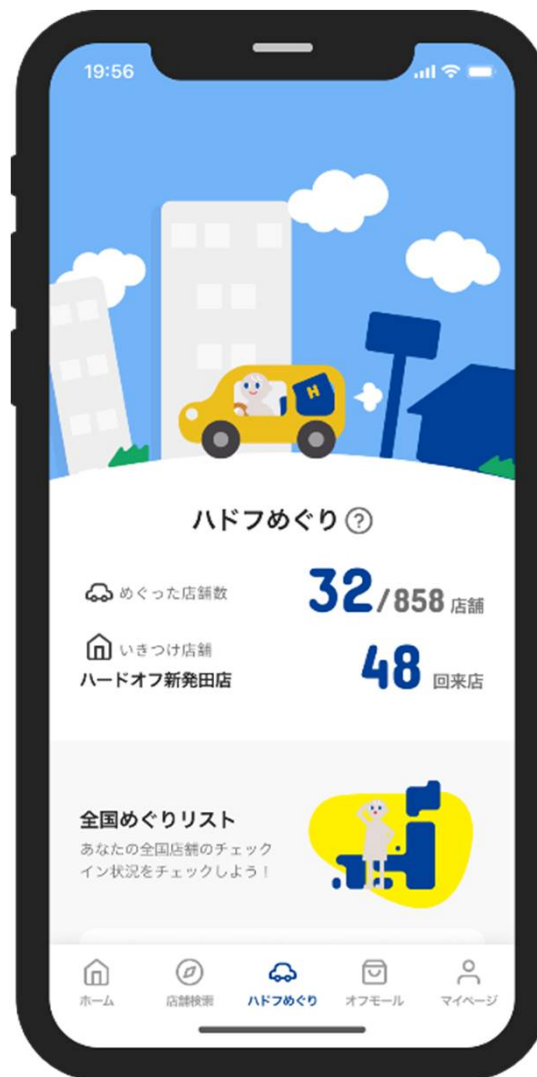 19:56
H
ハドフめぐり ?
めぐった店舗数
32/858 店舗
いきつけ店舗
ハードオフ新発田店
48 回来店
全国めぐりリスト
あなたの全国店舗のチェック
イン状況をチェックしよう！
ホーム
店舗検索
ハドフめぐり
オフモール
マイページ